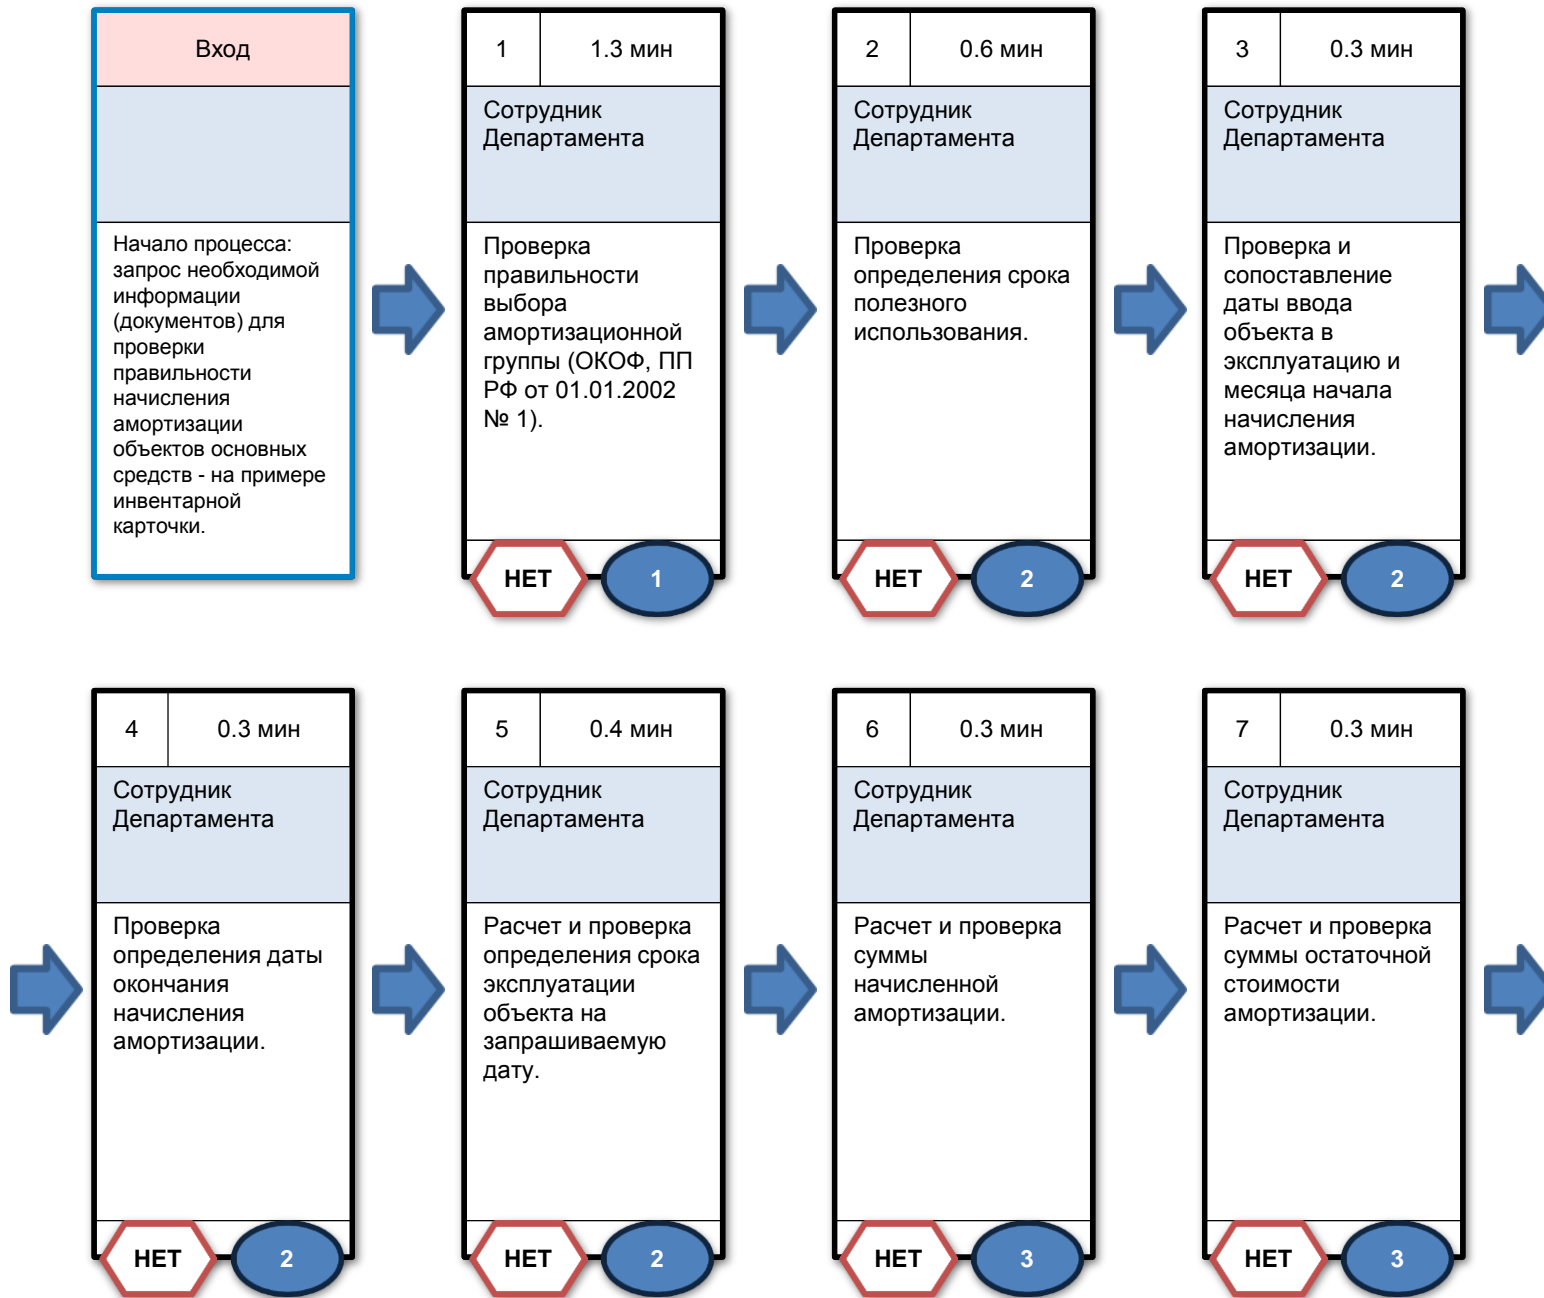 Вход
Начало процесса:
запрос необходимой
информации
(документов) для
проверки
правильности
начисления
амортизации
объектов основных
средств - на примере
инвентарной
карточки.
1
1.3 мин
Сотрудник
Департамента
Проверка
правильности
выбора
амортизационной
группы (ОКОФ, ПП
РФ от 01.01.2002
№ 1).
НЕТ
1
2
0.6 мин
Сотрудник
Департамента
Проверка
определения срока
полезного
использования.
НЕТ
2
3
0.3 мин
Сотрудник
Департамента
Проверка и
сопоставление
даты ввода
объекта в
эксплуатацию и
месяца начала
начисления
амортизации.
НЕТ
2
4
0.3 мин
Сотрудник
Департамента
Проверка
определения даты
окончания
начисления
амортизации.
НЕТ
2
5
0.4 мин
Сотрудник
Департамента
Расчет и проверка
определения срока
эксплуатации
объекта на
запрашиваемую
дату.
НЕТ
2
6
0.3 мин
Сотрудник
Департамента
Расчет и проверка
суммы
начисленной
амортизации.
НЕТ
3
7
0.3 мин
Сотрудник
Департамента
Расчет и проверка
суммы остаточной
стоимости
амортизации.
НЕТ
3